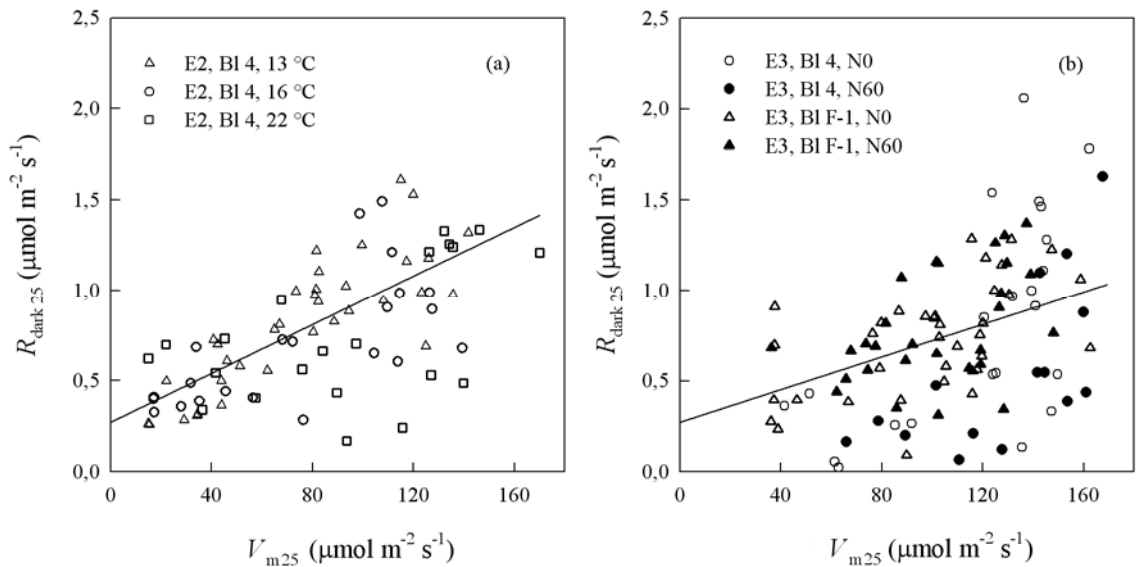 2,5
2,0
1,5
1,0
0,5
0,0
R dark 25 (μmol m-2 s-1)
E2, Bl 4, 13 °C
E2, Bl 4, 16 °C
E2, Bl 4, 22 °C
(a)
0 40 80 120 160
V m25 (μmol m-2 s-1)
2,5
2,0
1,5
1,0
0,5
0,0
R dark 25 (μmol m-2 s-1)
E3, Bl 4, N0
E3, Bl 4, N60
E3, Bl F-1, N0
E3, Bl F-1, N60
(b)
0 40 80 120 160
V m25 (μmol m-2 s-1)